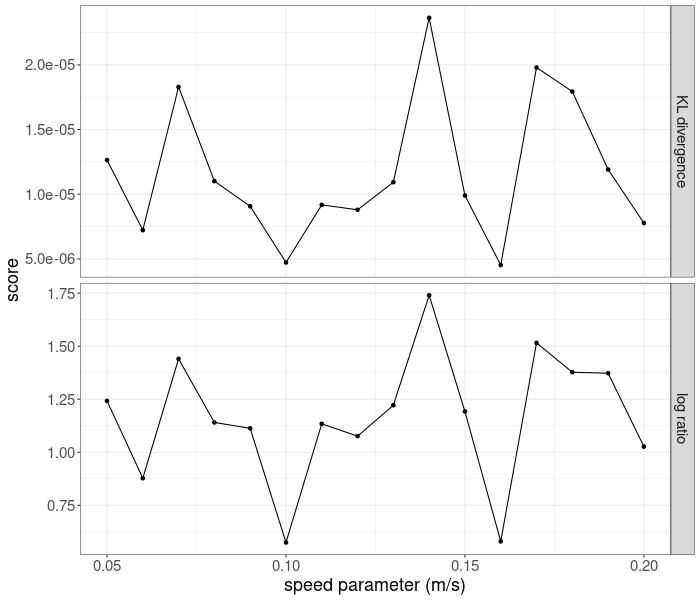 score
2.0e-05
1.5e-05
1.0e-05
5.0e-06
KL divergence
1.75
1.50
1.25
1.00
0.75
log ratio
0.05 0.10 0.15 0.20
speed parameter (m/s)